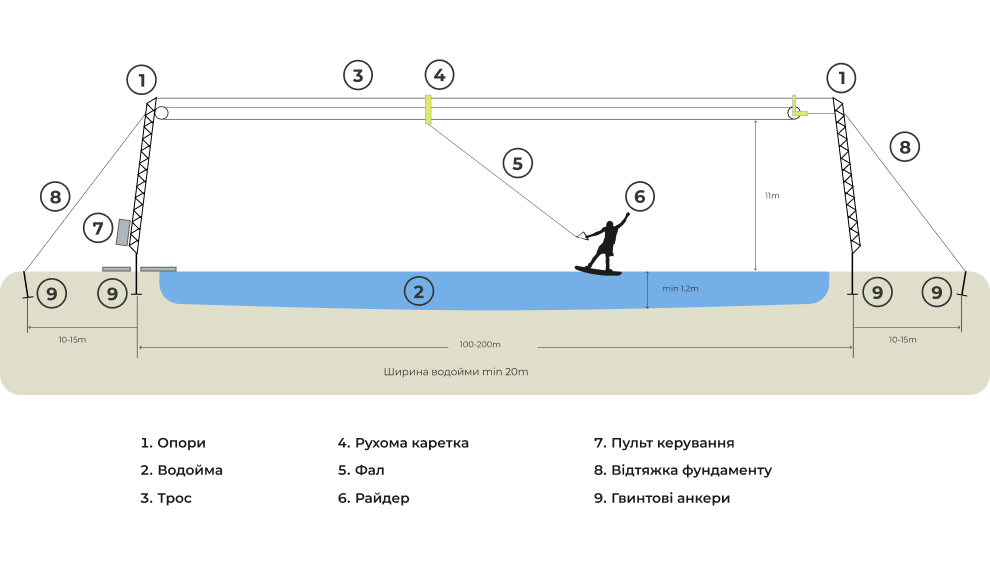 1
3
4
1
8
5
8
6
11m
7
9
9
2
min 1.2m
9
9
10-15m
100-200m
10-15m
Ширина водойми min 20m
1. Опори
2. Водойма
3. Трос
4. Рухома каретка
5. Фал
6. Райдер
7. Пульт керування
8. Відтяжка фундаменту
9. Гвинтові анкери